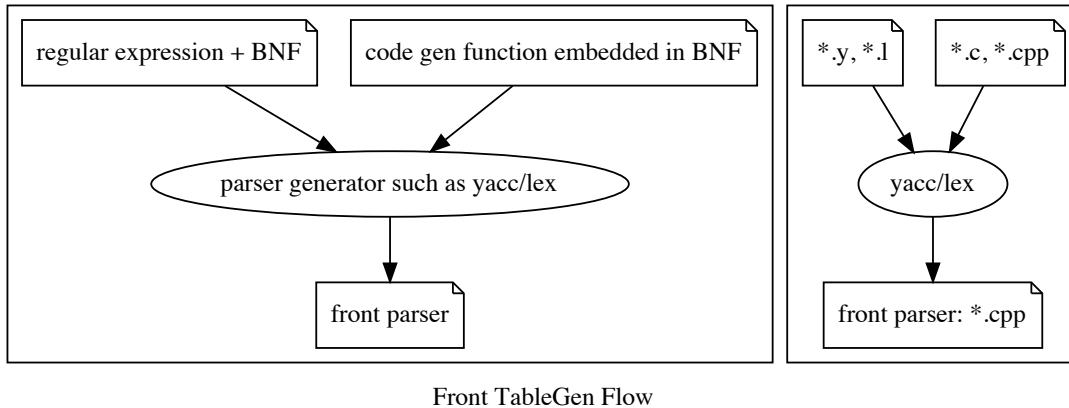 regular expression + BNF
code gen function embedded in BNF
parser generator such as yacc/lex
front parser
*.y, *.l
*.c, *.cpp
yacc/lex
front parser: *.cpp
Front TableGen Flow